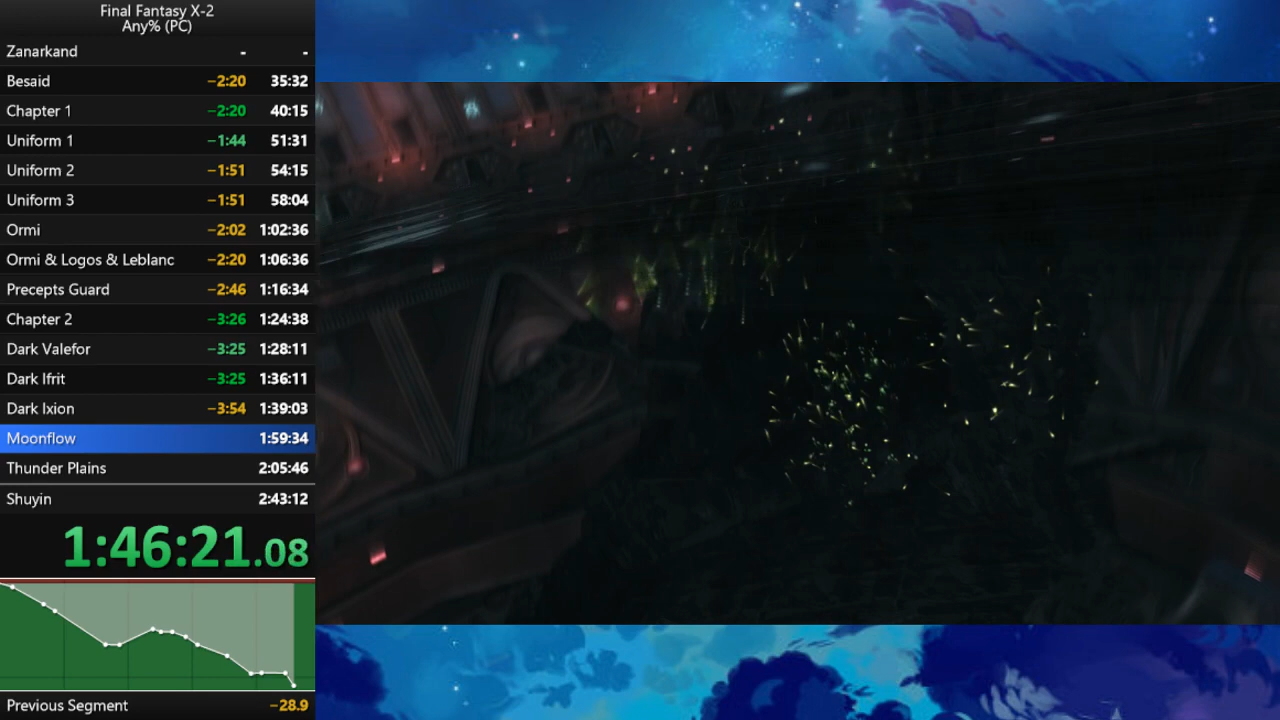 Final Fantasy X-2
Any% (PC)
Zanarkand - -
Besaid −2:20 35:32
Chapter 1 −2:20 40:15
Uniform 1 −1:44 51:31
Uniform 2 −1:51 54:15
Uniform 3 −1:51 58:04
Ormi −2:02 1:02:36
Ormi & Logos & Leblanc −2:20 1:06:36
Precepts Guard −2:46 1:16:34
Chapter 2 −3:26 1:24:38
Dark Valefor −3:25 1:28:11
Dark Ifrit −3:25 1:36:11
Dark Ixion −3:54 1:39:03
Moonflow 1:59:34
Thunder Plains 2:05:46
Shuyin 2:43:12
1:46:21.08
Previous Segment −28.9